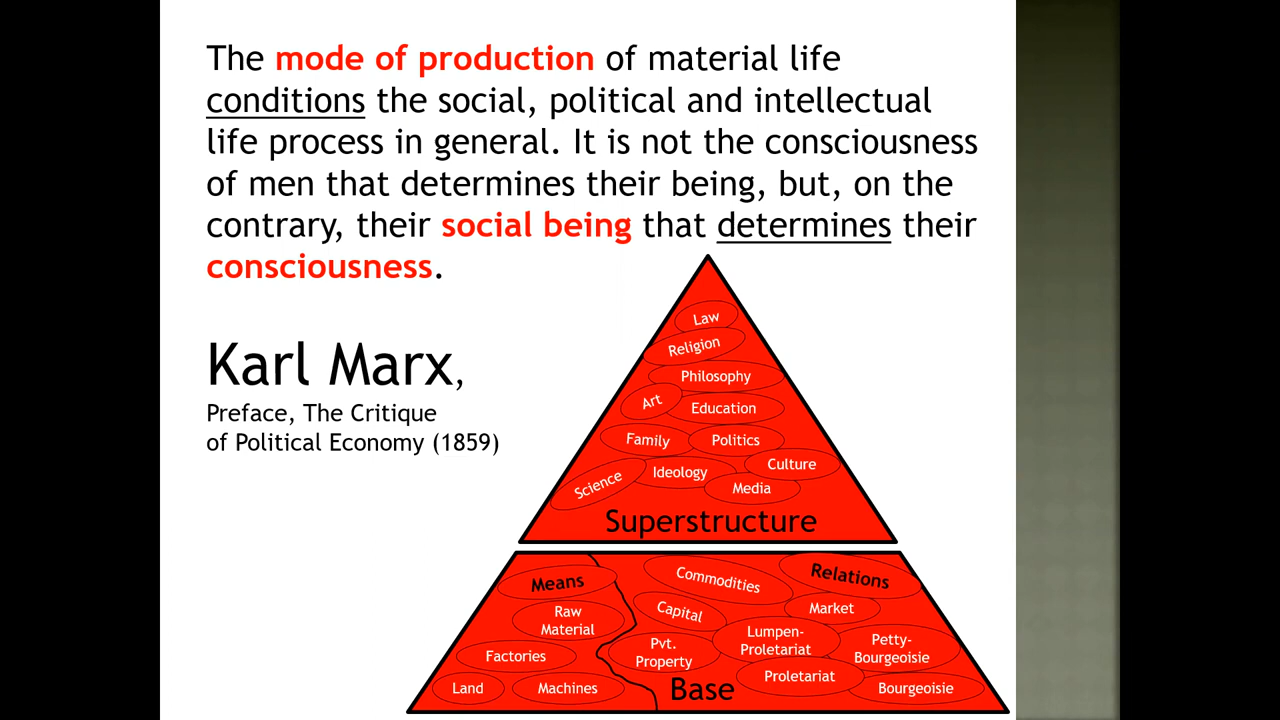 The mode of production of material life
conditions the social, political and intellectual
life process in general. It is not the consciousness
of men that determines their being, but, on the
contrary, their social being that determines their
consciousness.
Karl Marx,
Preface, The Critique
of Political Economy (1859)
Law
Religion
Philosophy
Art
Education
Family
Politics
Culture
Science
Ideology
Media
Superstructure
Means
Raw
Material
Factories
Land
Machines
Commodities
Relations
Capital
Market
Pvt.
Property
Lumpen-
Proletariat
Petty-
Bourgeoisie
Proletariat
Bourgeoisie
Base